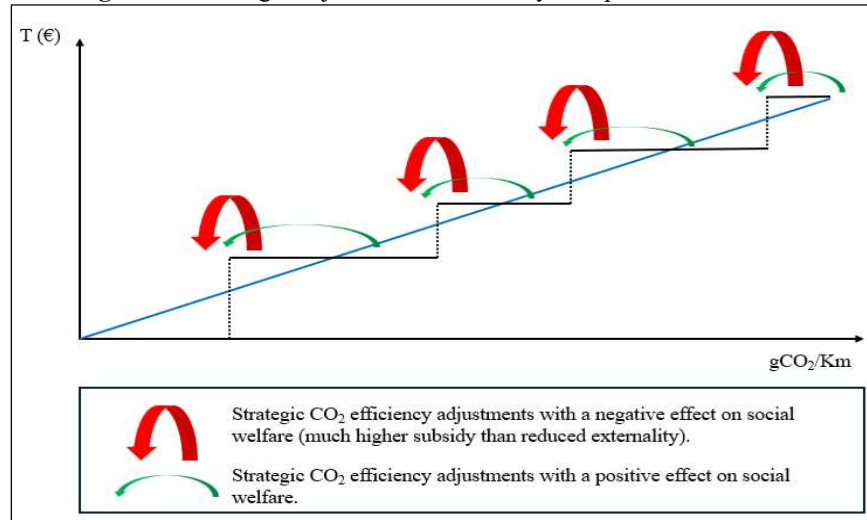 T (€)
gCO₂/Km
Strategic CO₂ efficiency adjustments with a negative effect on social
welfare (much higher subsidy than reduced externality).
Strategic CO₂ efficiency adjustments with a positive effect on social
welfare.